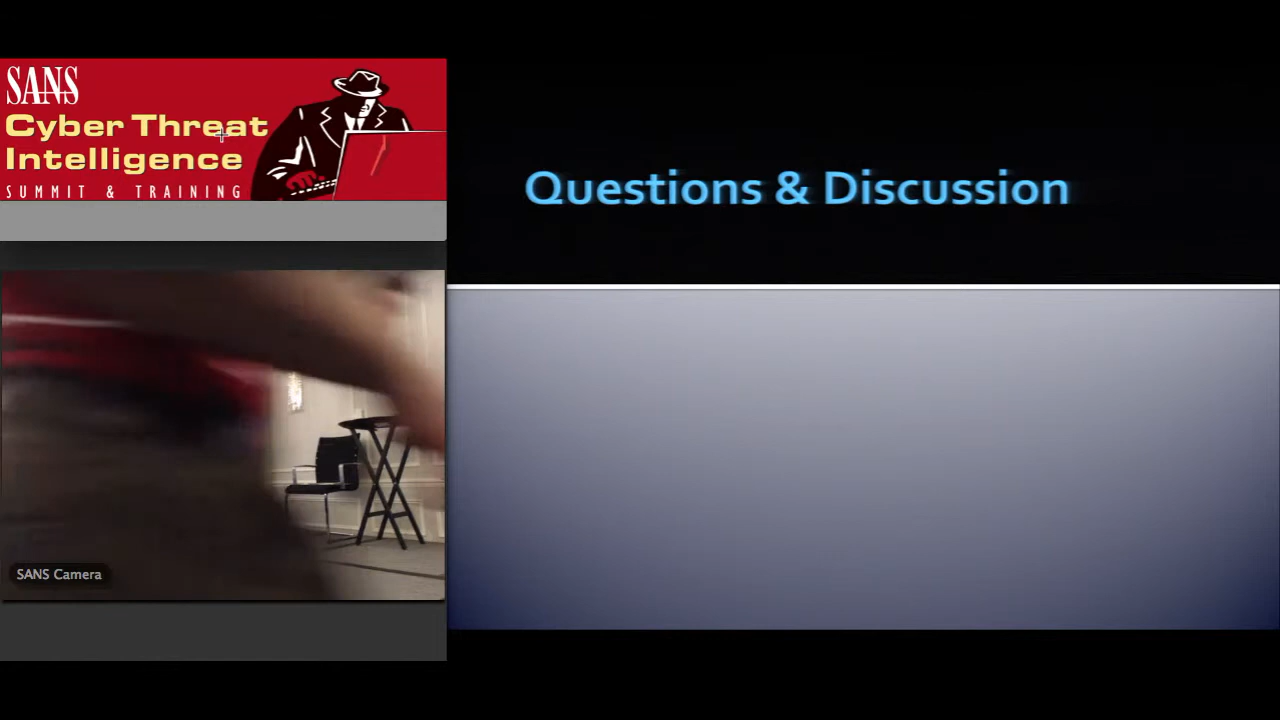 SANS
Cyber Threat
Intelligence
SUMMIT & TRAINING
Questions & Discussion
SANS Camera